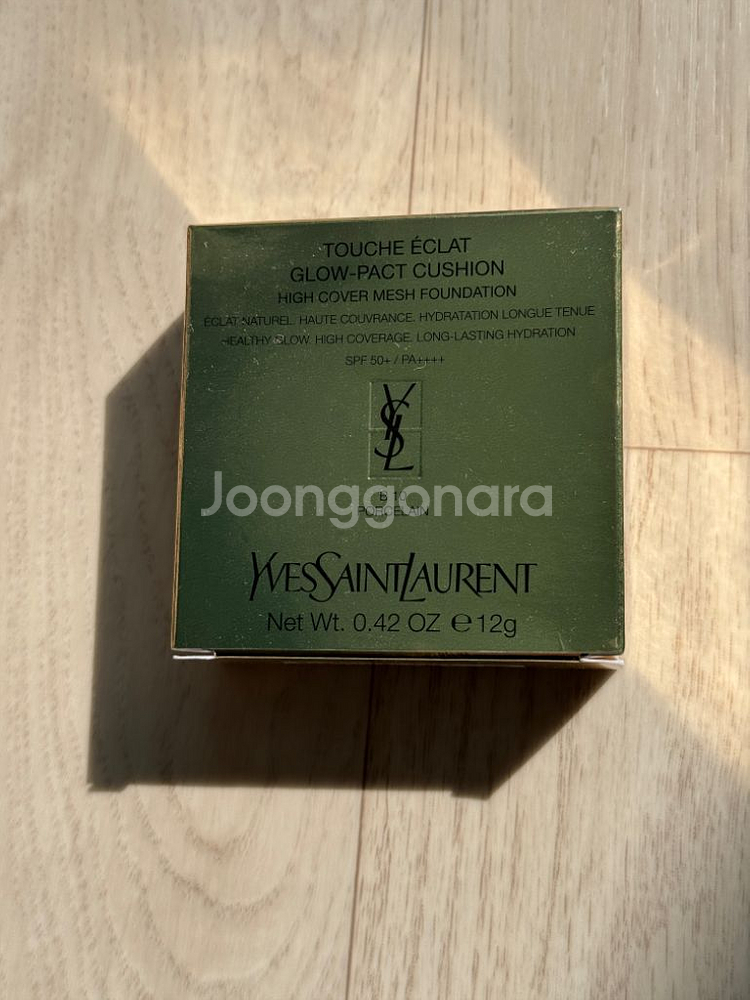 TOUCHE ÉCLAT
GLOW-PACT CUSHION
HIGH COVER MESH FOUNDATION
ÉCLAT NATUREL. HAUTE COUVRANCE. HYDRATATION LONGUE TENUE
HEALTHY GLOW. HIGH COVERAGE. LONG-LASTING HYDRATION
SPF 50+ / PA++++
YSL
Joonggonara
PORCELAIN
YVESSAINTLAURENT
Net Wt. 0.42 OZ ℮12g